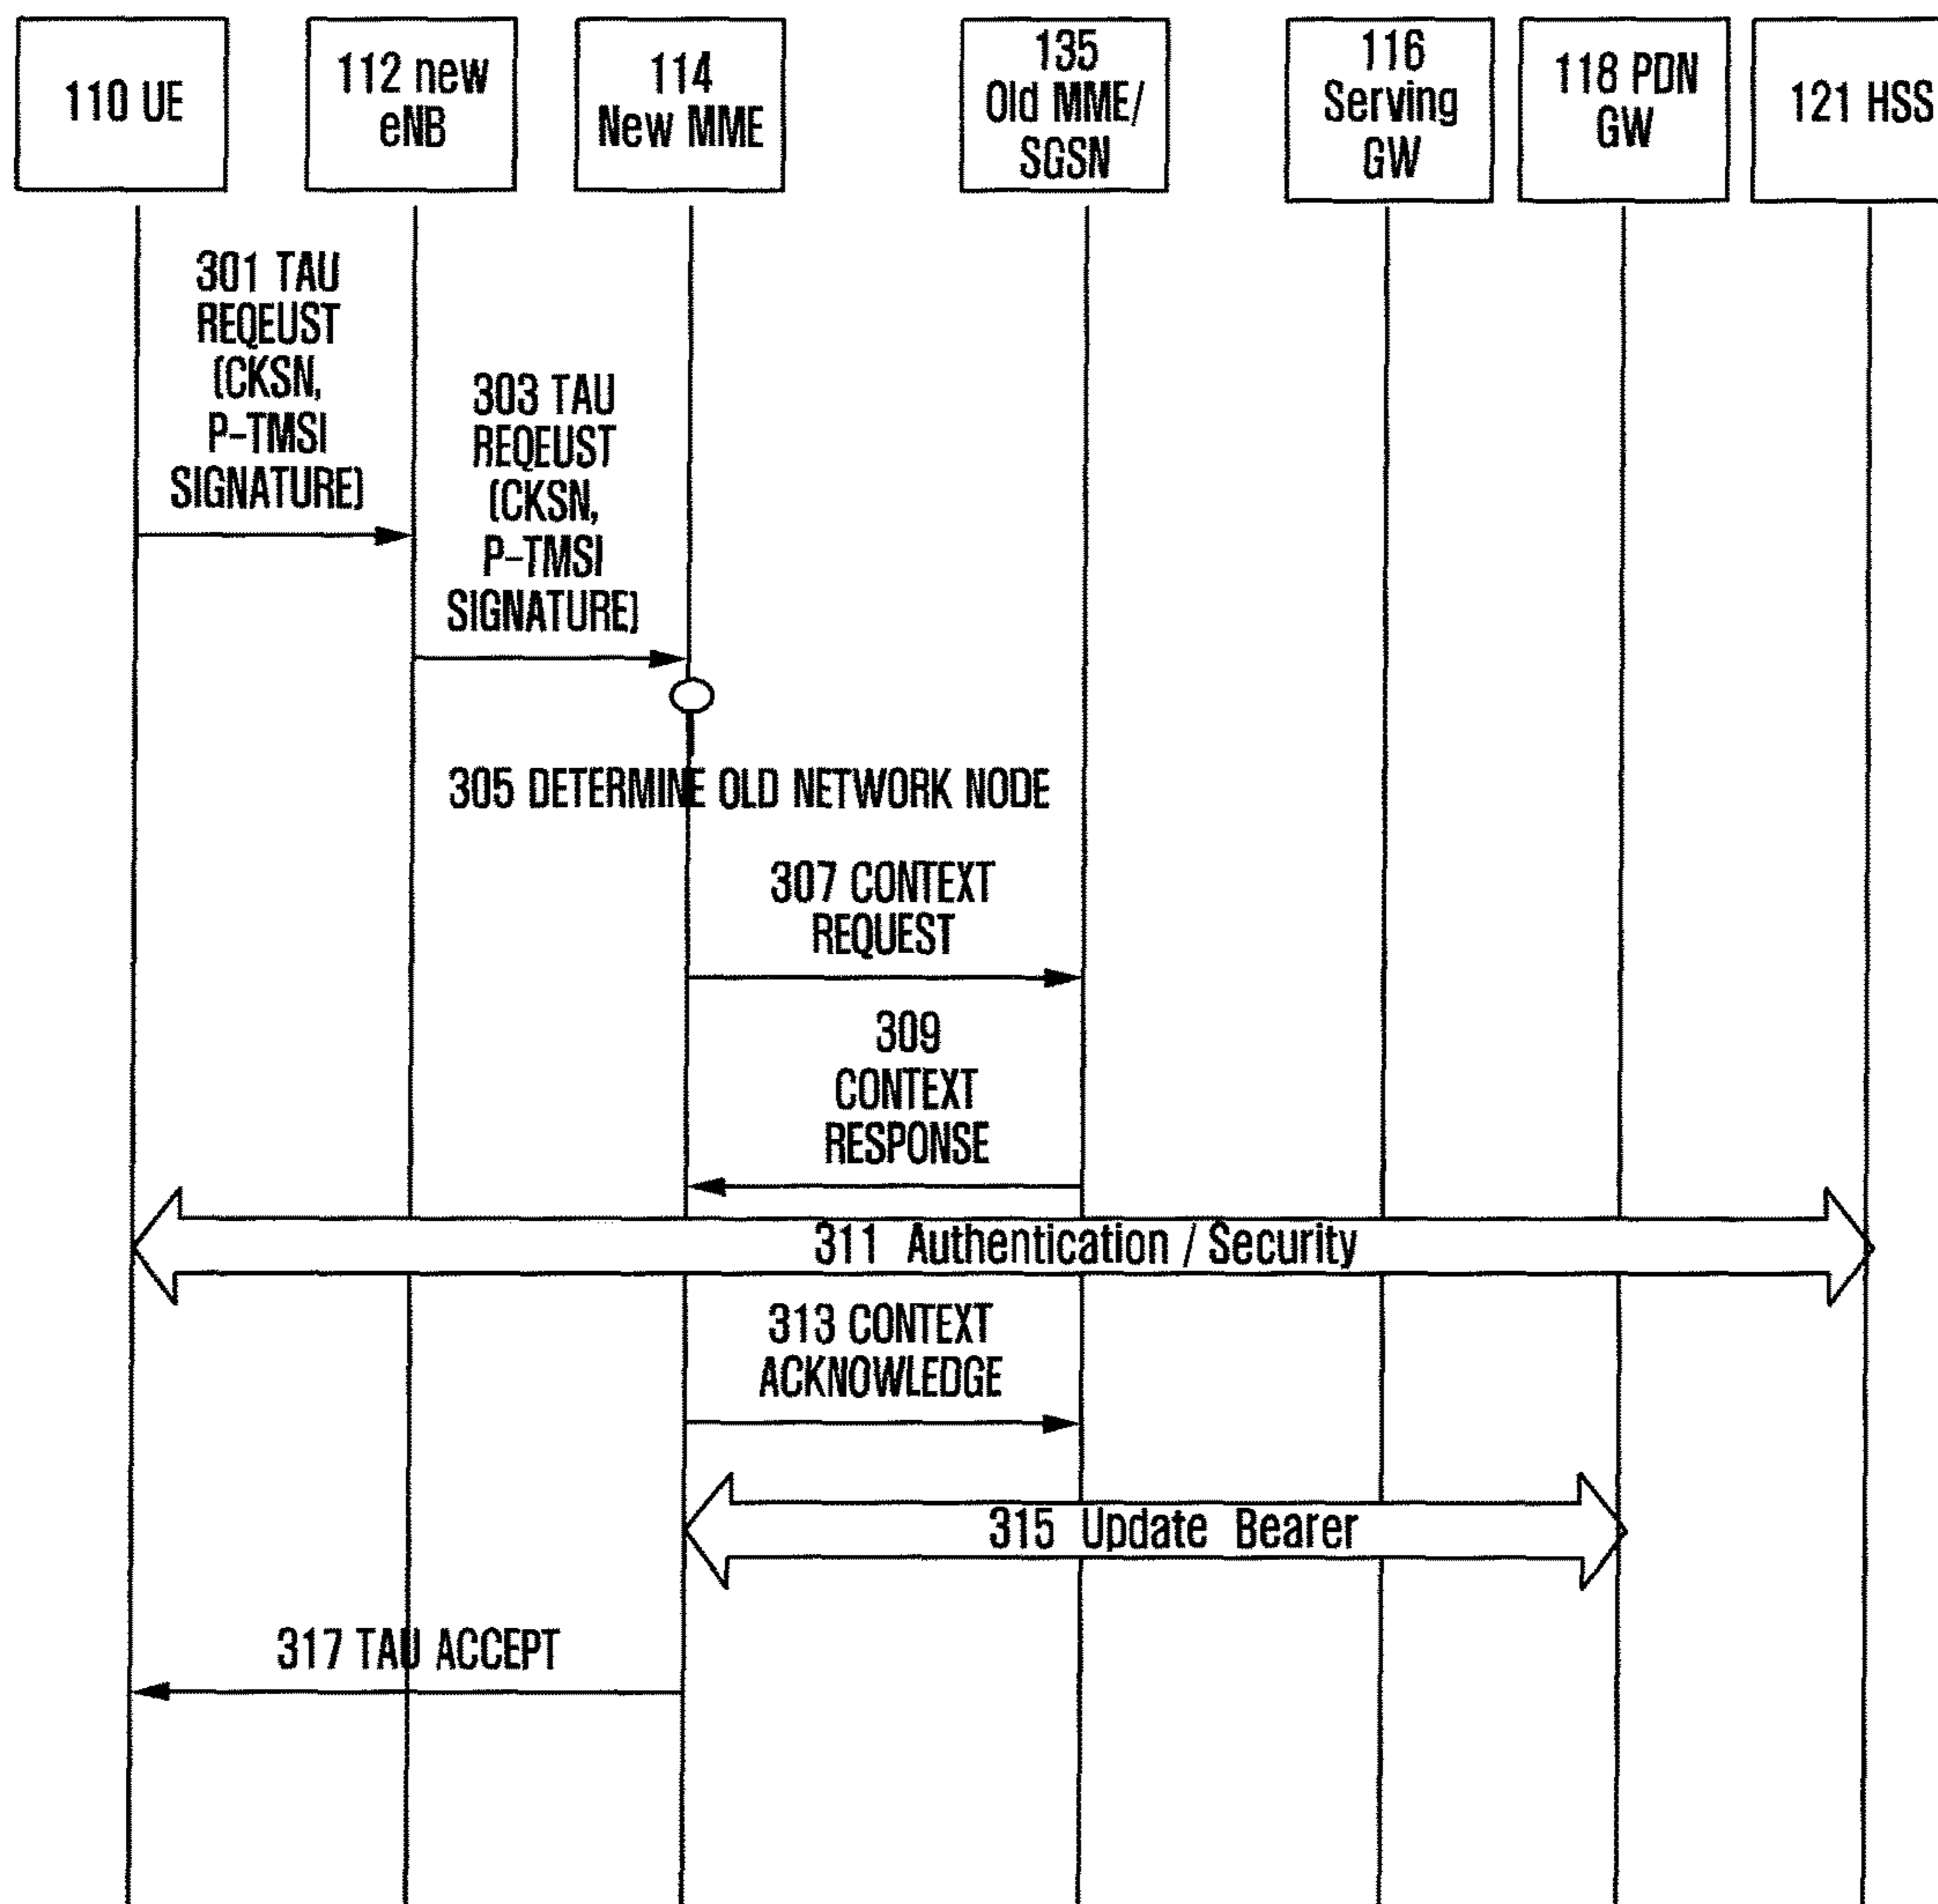 110 UE
112 new
eNB
114
New MME
135
Old MME/
SGSN
116
Serving
GW
118 PDN
GW
121 HSS
301 TAU
REQEUST
(CKSN,
P-TMSI
SIGNATURE)
303 TAU
REQEUST
(CKSN,
P-TMSI
SIGNATURE)
305 DETERMINE OLD NETWORK NODE
307 CONTEXT
REQUEST
309
CONTEXT
RESPONSE
311 Authentication / Security
313 CONTEXT
ACKNOWLEDGE
315 Update Bearer
317 TAU ACCEPT